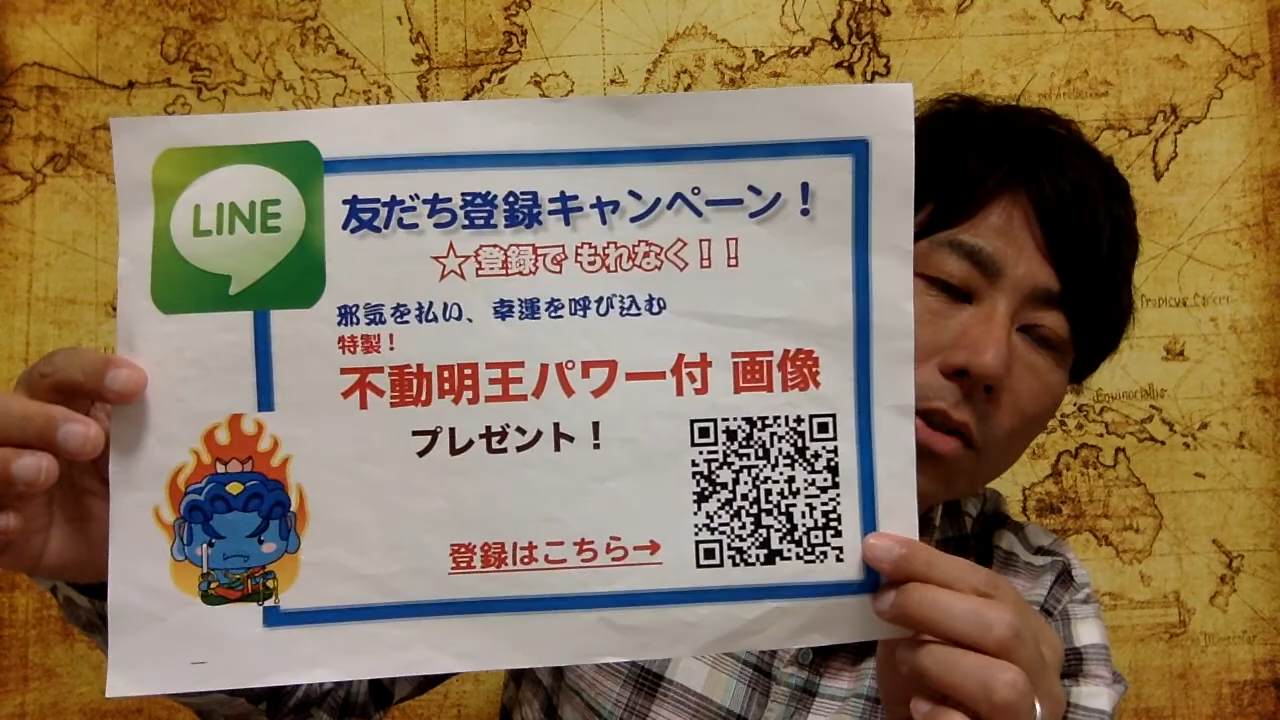 LINE
友だち登録キャンペーン！
☆登録で もれなく！！
邪気を払い、幸運を呼び込む
特製！
不動明王パワー付 画像
プレゼント！
登録はこちら→
Tropicus Cancri